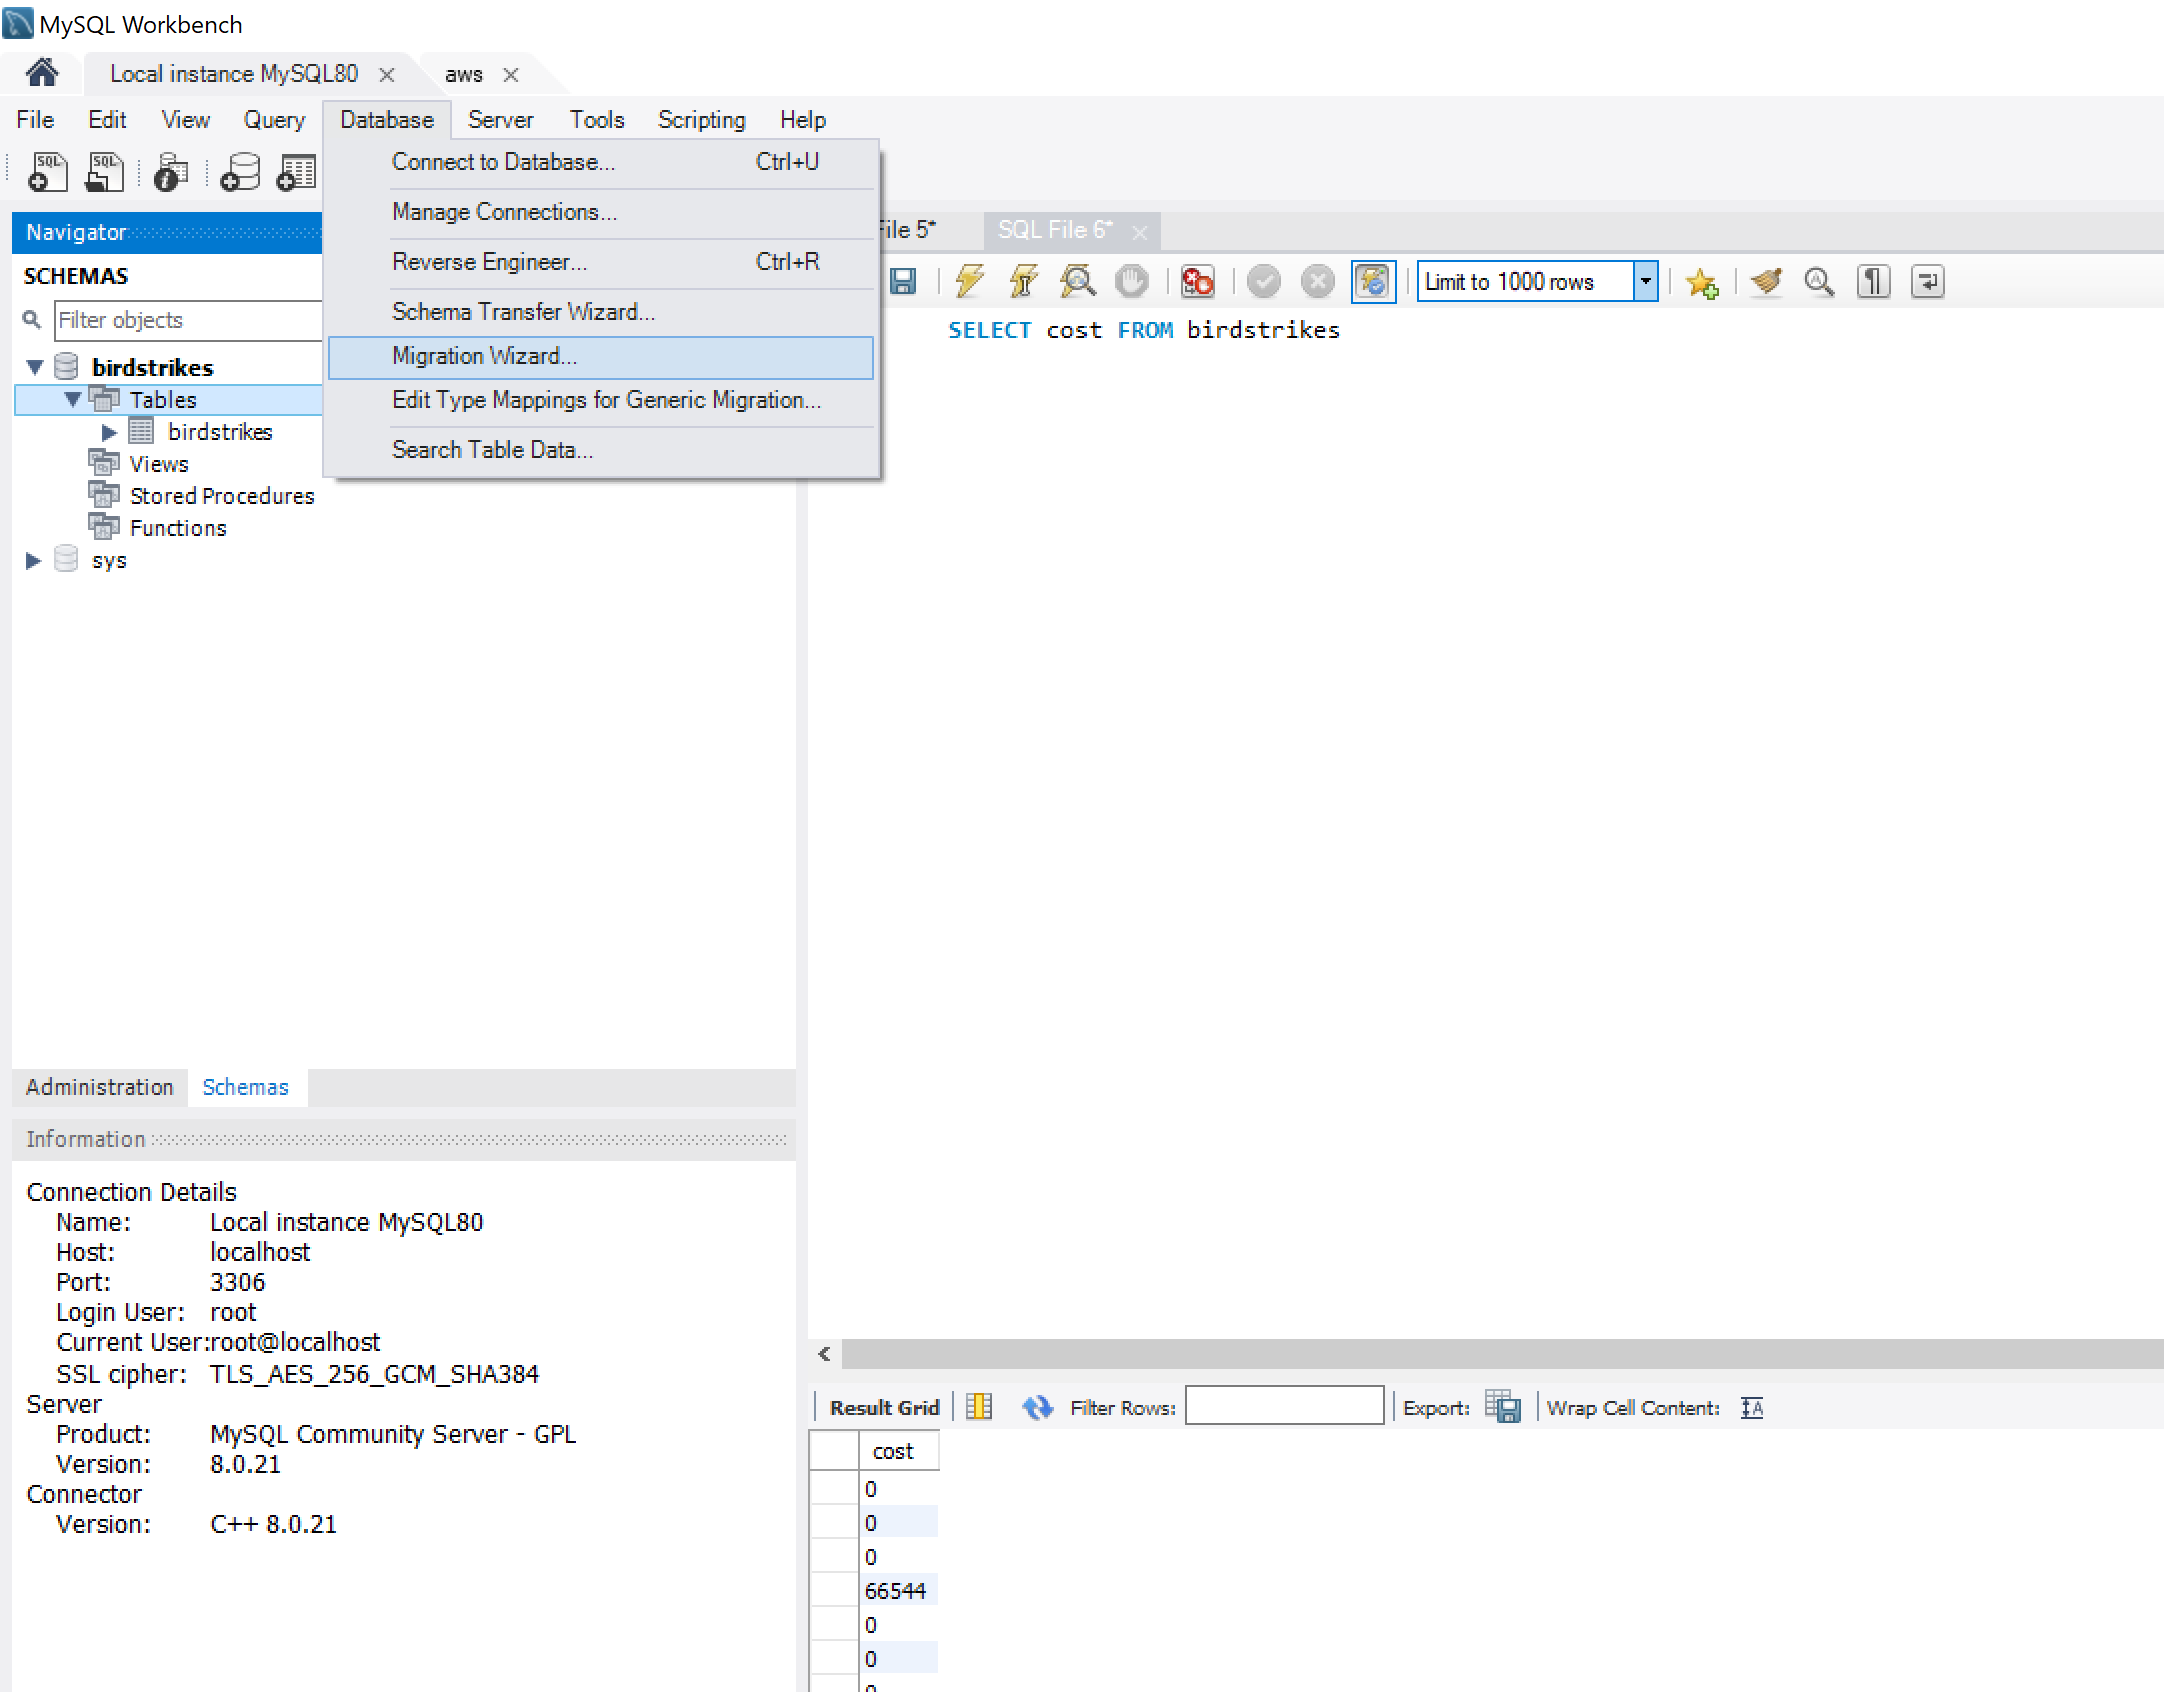 MySQL Workbench
Local instance MySQL80 aws
File Edit View Query Database Server Tools Scripting Help
Connect to Database... Ctrl+U
Manage Connections...
Reverse Engineer... Ctrl+R
Schema Transfer Wizard...
Migration Wizard...
Edit Type Mappings for Generic Migration...
Search Table Data...
SQL SQL
Navigator
SCHEMAS
Filter objects
birdstrikes
Tables
birdstrikes
Views
Stored Procedures
Functions
sys
File 5* SQL File 6*
Limit to 1000 rows
SELECT cost FROM birdstrikes
Administration Schemas
Information
Connection Details
Name: Local instance MySQL80
Host: localhost
Port: 3306
Login User: root
Current User:root@localhost
SSL cipher: TLS_AES_256_GCM_SHA384
Server
Product: MySQL Community Server - GPL
Version: 8.0.21
Connector
Version: C++ 8.0.21
Result Grid Filter Rows: Export: Wrap Cell Content:
cost
0
0
0
66544
0
0